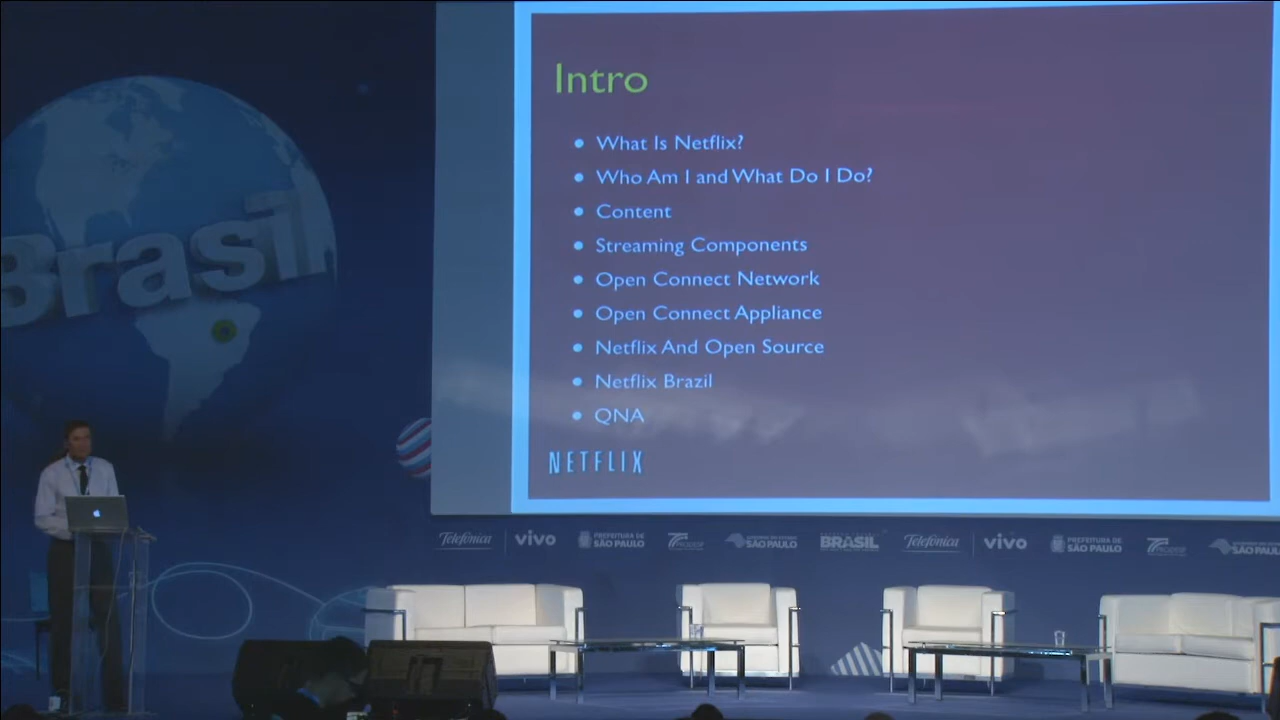 Intro
• What Is Netflix?
• Who Am I and What Do I Do?
• Content
• Streaming Components
• Open Connect Network
• Open Connect Appliance
• Netflix And Open Source
• Netflix Brazil
• QNA
NETFLIX
Brasil
Telefónica vivo PREFEITURA DE SÃO PAULO SÃO PAULO BRASIL Telefónica vivo PREFEITURA DE SÃO PAULO SÃO PAULO